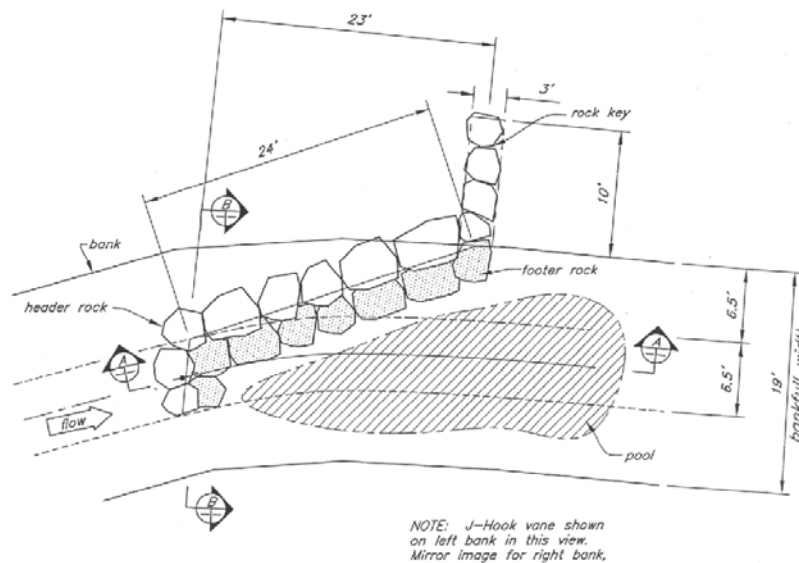 23'
3'
rock key
24'
10'
B
bank
footer rock
header rock
6.5'
A
A
6.5'
19'
bankfull width
flow
pool
B
NOTE: J-Hook vane shown
on left bank in this view.
Mirror image for right bank,